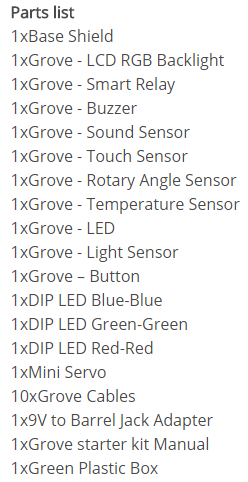 Parts list
1xBase Shield
1xGrove - LCD RGB Backlight
1xGrove - Smart Relay
1xGrove - Buzzer
1xGrove - Sound Sensor
1xGrove - Touch Sensor
1xGrove - Rotary Angle Sensor
1xGrove - Temperature Sensor
1xGrove - LED
1xGrove - Light Sensor
1xGrove – Button
1xDIP LED Blue-Blue
1xDIP LED Green-Green
1xDIP LED Red-Red
1xMini Servo
10xGrove Cables
1x9V to Barrel Jack Adapter
1xGrove starter kit Manual
1xGreen Plastic Box